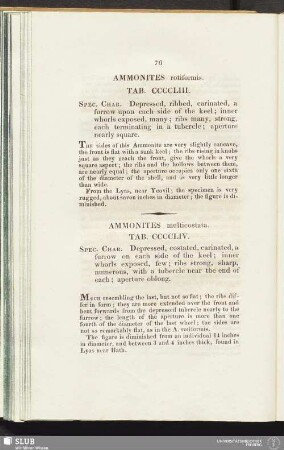 76
AMMONITES rotiformis.
TAB. CCCCLIII.
SPEC. CHAR. Depressed, ribbed, carinated, a
furrow upon each side of the keel; inner
whorls exposed, many; ribs many, strong,
each terminating in a tubercle; aperture
nearly square.
THE sides of this Ammonite are very slightly convex,
the front is flat with a sunk keel; the ribs rising in knobs
just as they reach the front, give the whorls a very
square aspect; the ribs and the hollows between them,
are nearly equal; the aperture occupies only one sixth
of the diameter of the shell, and is very little longer
than wide.
From the Lyas, near Yeovil; the specimen is very
rugged, about seven inches in diameter; the figure is di-
minished.
AMMONITES multicostata.
TAB. CCCCLIV.
SPEC. CHAR. Depressed, costated, carinated, a
furrow on each side of the keel; inner
whorls exposed, few; ribs strong, sharp,
numerous, with a tubercle near the end of
each; aperture oblong.
MUCH resembling the last, but not so flat; the ribs dif-
fer in form; they are more extended over the front and
bent forwards from the depressed tubercle nearly to the
furrow; the length of the aperture is more than one
fourth of the diameter of the last whorl; the sides are
not so remarkably flat, as in the A. rotiformis.
The figure is diminished from an individual 14 inches
in diameter, and between 3 and 4 inches thick, found in
Lyas near Bath.
SLUB
Wir führen Wissen.